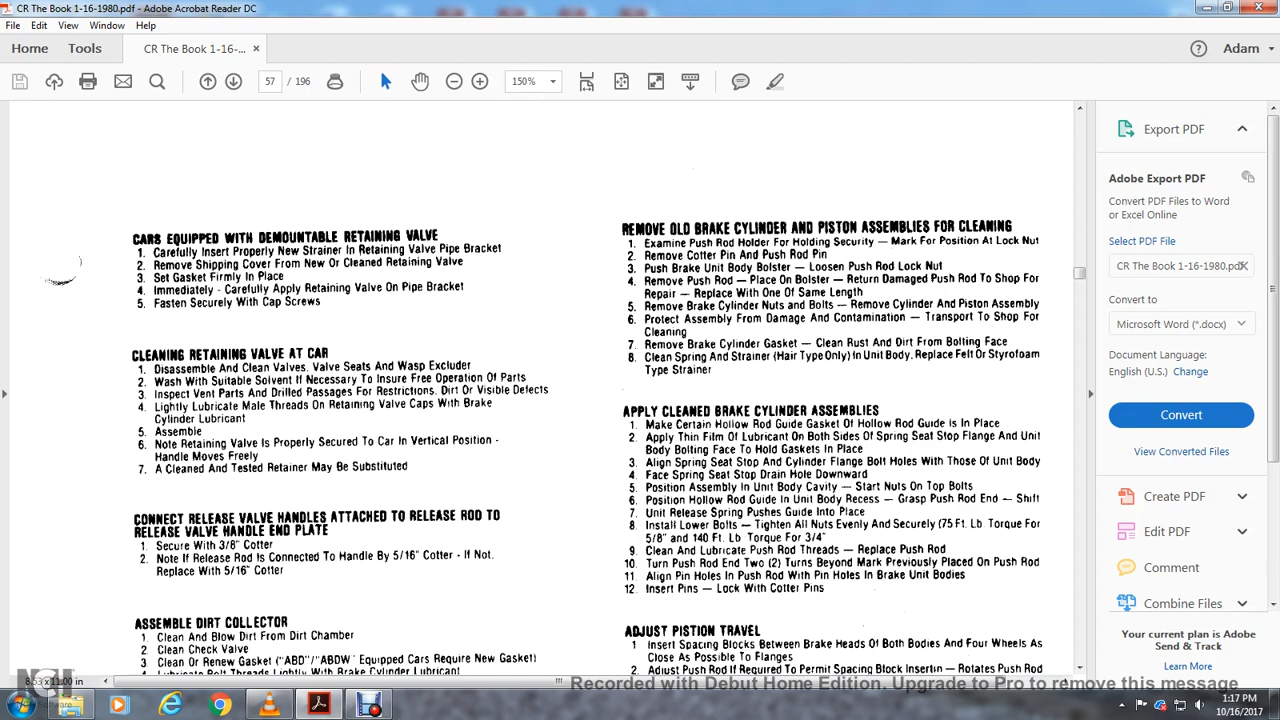 CR The Book 1-16-1980.pdf - Adobe Acrobat Reader DC
File Edit View Window Help
Home Tools CR The Book 1-16-... × Adam
57 / 196 150%
CARS EQUIPPED WITH DEMOUNTABLE RETAINING VALVE
1. Carefully Insert Properly New Strainer In Retaining Valve Pipe Bracket
2. Remove Shipping Cover From New Or Cleaned Retaining Valve
3. Set Gasket Firmly In Place
4. Immediately - Carefully Apply Retaining Valve On Pipe Bracket
5. Fasten Securely With Cap Screws
CLEANING RETAINING VALVE AT CAR
1. Disassemble And Clean Valves, Valve Seats And Wasp Excluder
2. Wash With Suitable Solvent If Necessary To Insure Free Operation Of Parts
3. Inspect Vent Parts And Drilled Passages For Restrictions, Dirt Or Visible Defects
4. Lightly Lubricate Male Threads On Retaining Valve Caps With Brake
Cylinder Lubricant
5. Assemble
6. Note Retaining Valve Is Properly Secured To Car In Vertical Position -
Handle Moves Freely
7. A Cleaned And Tested Retainer May Be Substituted
CONNECT RELEASE VALVE HANDLES ATTACHED TO RELEASE ROD TO
RELEASE VALVE HANDLE END PLATE
1. Secure With 3/8" Cotter
2. Note If Release Rod Is Connected To Handle By 5/16" Cotter - If Not,
Replace With 5/16" Cotter
ASSEMBLE DIRT COLLECTOR
1. Clean And Blow Dirt From Dirt Chamber
2. Clean Check Valve
3. Clean Or Renew Gasket ("ABD"/"ABDW" Equipped Cars Require New Gasket)
4. Lubricate Bolt Threads Lightly With Brake Cylinder Lubricant
REMOVE OLD BRAKE CYLINDER AND PISTON ASSEMBLIES FOR CLEANING
1. Examine Push Rod Holder For Holding Security — Mark For Position At Lock Nut
2. Remove Cotter Pin And Push Rod Pin
3. Push Brake Unit Body Bolster — Loosen Push Rod Lock Nut
4. Remove Push Rod — Place On Bolster — Return Damaged Push Rod To Shop For
Repair — Replace With One Of Same Length
5. Remove Brake Cylinder Nuts and Bolts — Remove Cylinder And Piston Assembly
6. Protect Assembly From Damage And Contamination — Transport To Shop For
Cleaning
7. Remove Brake Cylinder Gasket — Clean Rust And Dirt From Bolting Face
8. Clean Spring And Strainer (Hair Type Only) In Unit Body. Replace Felt Or Styrofoam
Type Strainer
APPLY CLEANED BRAKE CYLINDER ASSEMBLIES
1. Make Certain Hollow Rod Guide Gasket Of Hollow Rod Guide is In Place
2. Apply Thin Film Of Lubricant On Both Sides Of Spring Seat Stop Flange And Unit
Body Bolting Face To Hold Gaskets In Place
3. Align Spring Seat Stop And Cylinder Flange Bolt Holes With Those Of Unit Body
4. Face Spring Seat Stop Drain Hole Downward
5. Position Assembly In Unit Body Cavity — Start Nuts On Top Bolts
6. Position Hollow Rod Guide In Unit Body Recess — Grasp Push Rod End — Shift
7. Unit Release Spring Pushes Guide Into Place
8. Install Lower Bolts — Tighten All Nuts Evenly And Securely (75 Ft. Lb Torque For
5/8" and 140 Ft. Lb Torque For 3/4"
9. Clean And Lubricate Push Rod Threads — Replace Push Rod
10. Turn Push Rod End Two (2) Turns Beyond Mark Previously Placed On Push Rod
11. Align Pin Holes In Push Rod With Pin Holes In Brake Unit Bodies
12. Insert Pins — Lock With Cotter Pins
ADJUST PISTION TRAVEL
1 Insert Spacing Blocks Between Brake Heads Of Both Bodies And Four Wheels As
Close As Possible To Flanges
2. Adjust Push Rod If Required To Permit Spacing Block Insertin — Rotates Push Rod
Export PDF
Adobe Export PDF
Convert PDF Files to Word
or Excel Online
Select PDF File
CR The Book 1-16-1980.pdf
Convert to
Microsoft Word (*.docx)
Document Language:
English (U.S.) Change
Convert
View Converted Files
Create PDF
Edit PDF
Comment
Combine Files
Your current plan is Adobe
Send & Track
Learn More
8.53 x 11.00 in
NCH
Software
Recorded with Debut Home Edition. Upgrade to Pro to remove this message
1:17 PM
10/16/2017